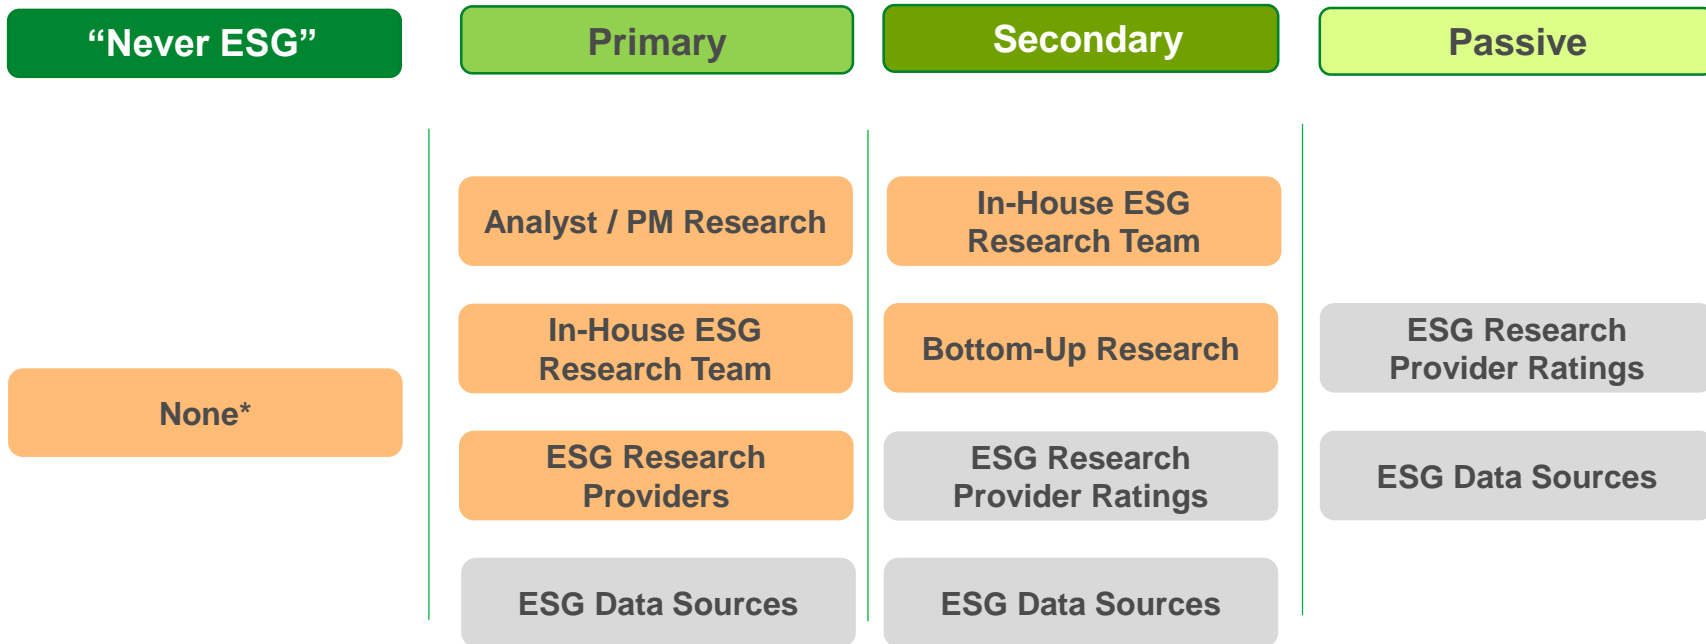 “Never ESG”
Primary
Secondary
Passive
None*
Analyst / PM Research
In-House ESG
Research Team
ESG Research
Providers
ESG Data Sources
In-House ESG
Research Team
Bottom-Up Research
ESG Research
Provider Ratings
ESG Data Sources
ESG Research
Provider Ratings
ESG Data Sources